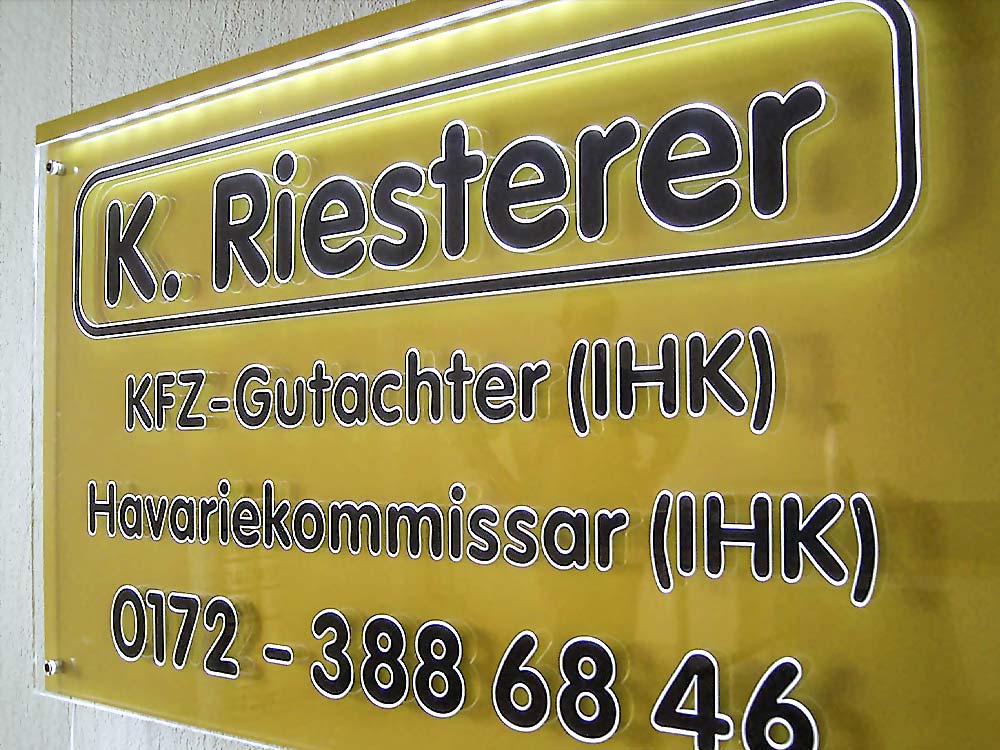 K. Riesterer
KFZ-Gutachter (IHK)
Havariekommissar (IHK)
0172 - 388 68 46